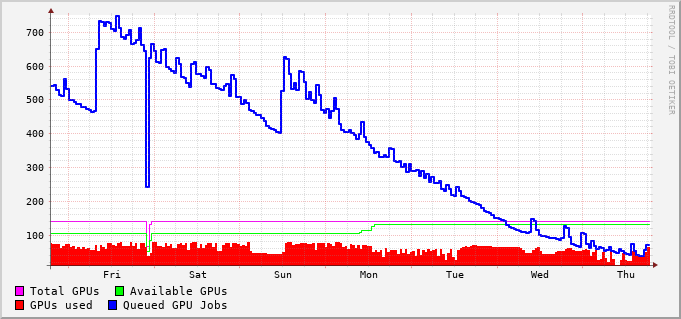 700
600
500
400
300
200
100
Fri Sat Sun Mon Tue Wed Thu
Total GPUs Available GPUs
GPUs used Queued GPU Jobs
RRDTOOL / TOBI OETIKER